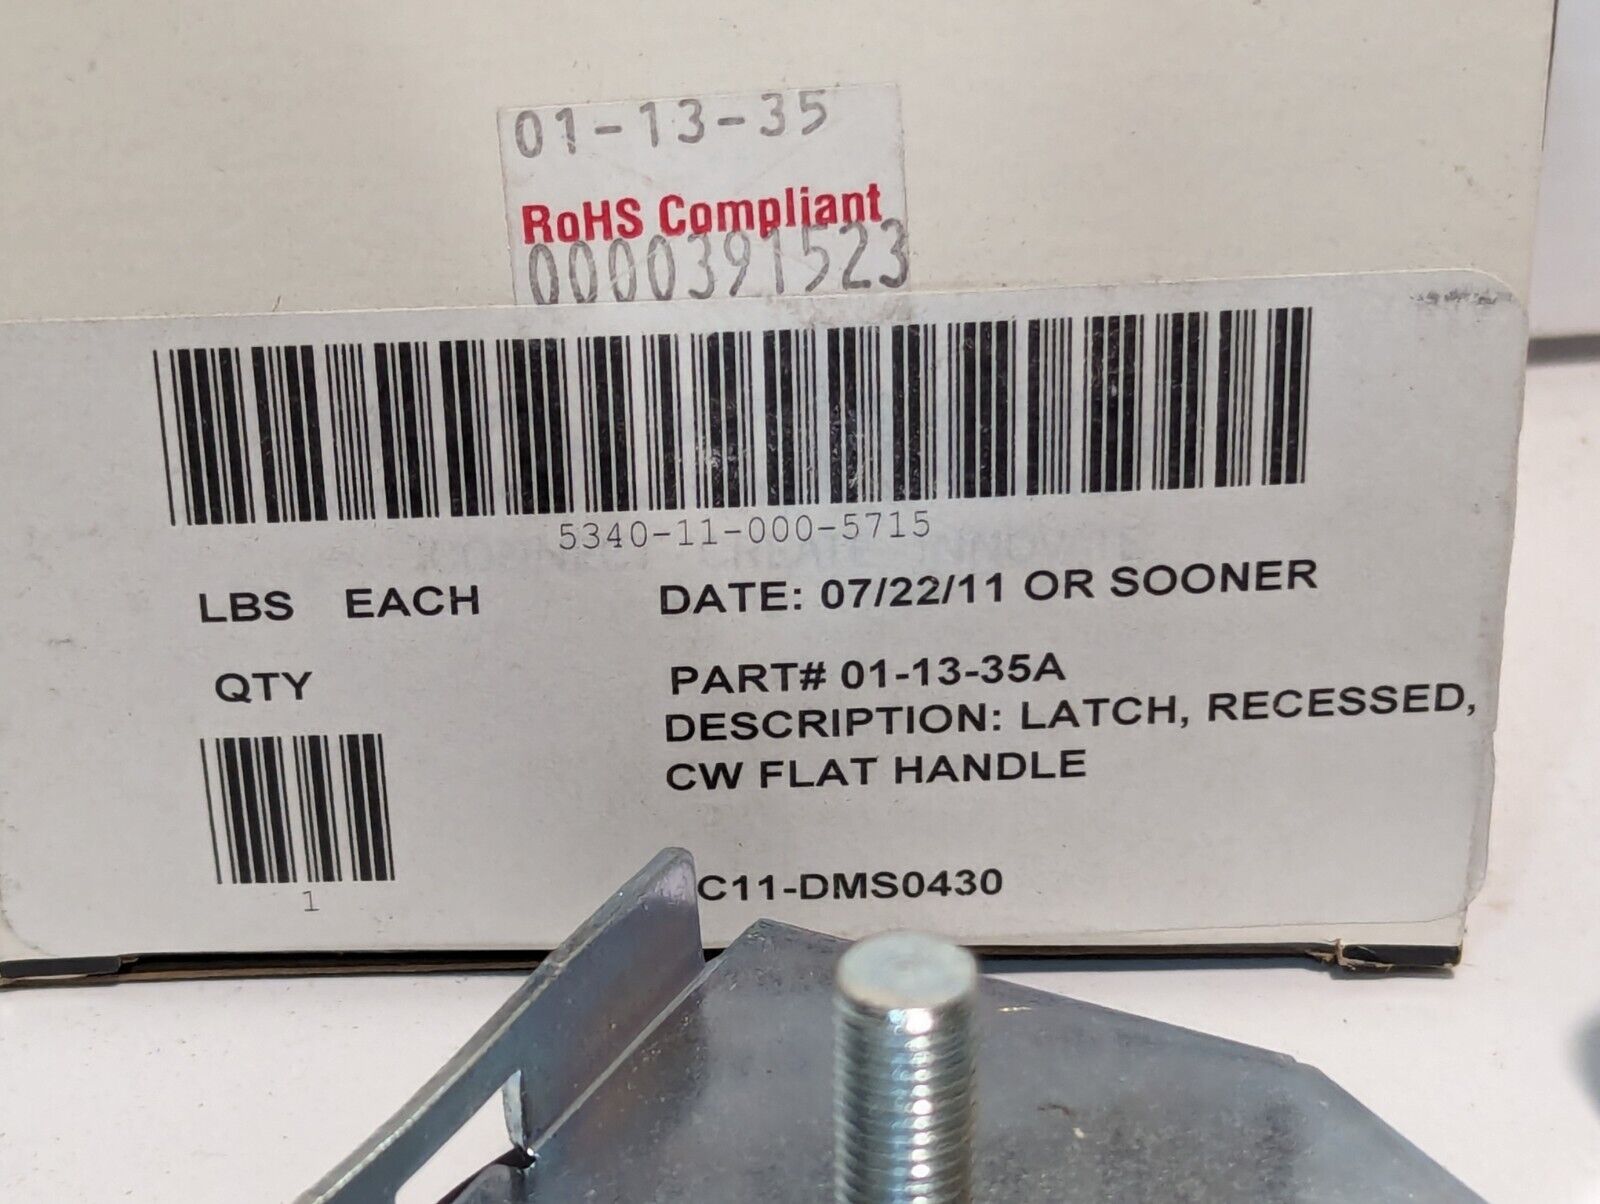 01-13-35
RoHS Compliant
0000391523
5340-11-000-5715
LBS EACH DATE: 07/22/11 OR SOONER
QTY PART# 01-13-35A
DESCRIPTION: LATCH, RECESSED,
CW FLAT HANDLE
1
C11-DMS0430